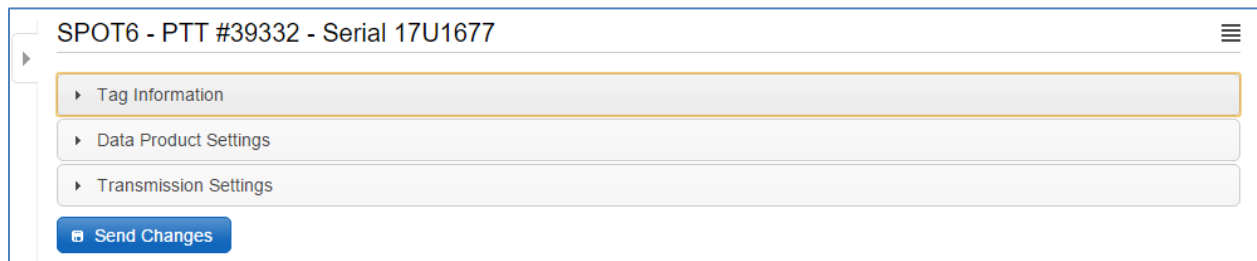 SPOT6 - PTT #39332 - Serial 17U1677
Tag Information
Data Product Settings
Transmission Settings
Send Changes